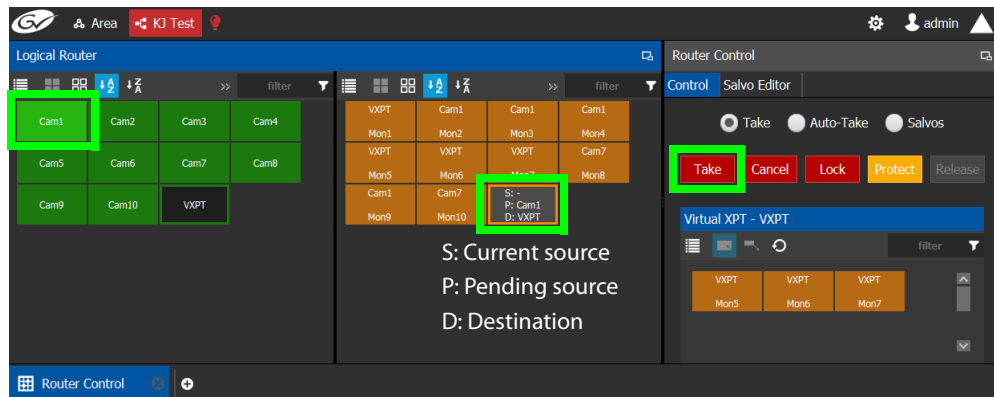 GV Area KJ Test admin
Logical Router
Router Control
filter
filter
Control Salvo Editor
Cam1 Cam2 Cam3 Cam4
Cam5 Cam6 Cam7 Cam8
Cam9 Cam10 VXPT
VXPT Cam1 Cam1 Cam1
Mon1 Mon2 Mon3 Mon4
VXPT VXPT VXPT Cam7
Mon5 Mon6 Mon7 Mon8
Cam1 Cam7 S: -
P: Cam1
Mon9 Mon10 D: VXPT
S: Current source
P: Pending source
D: Destination
Take Auto-Take Salvos
Take Cancel Lock Protect Release
Virtual XPT - VXPT
filter
VXPT VXPT VXPT
Mon5 Mon6 Mon7
Router Control